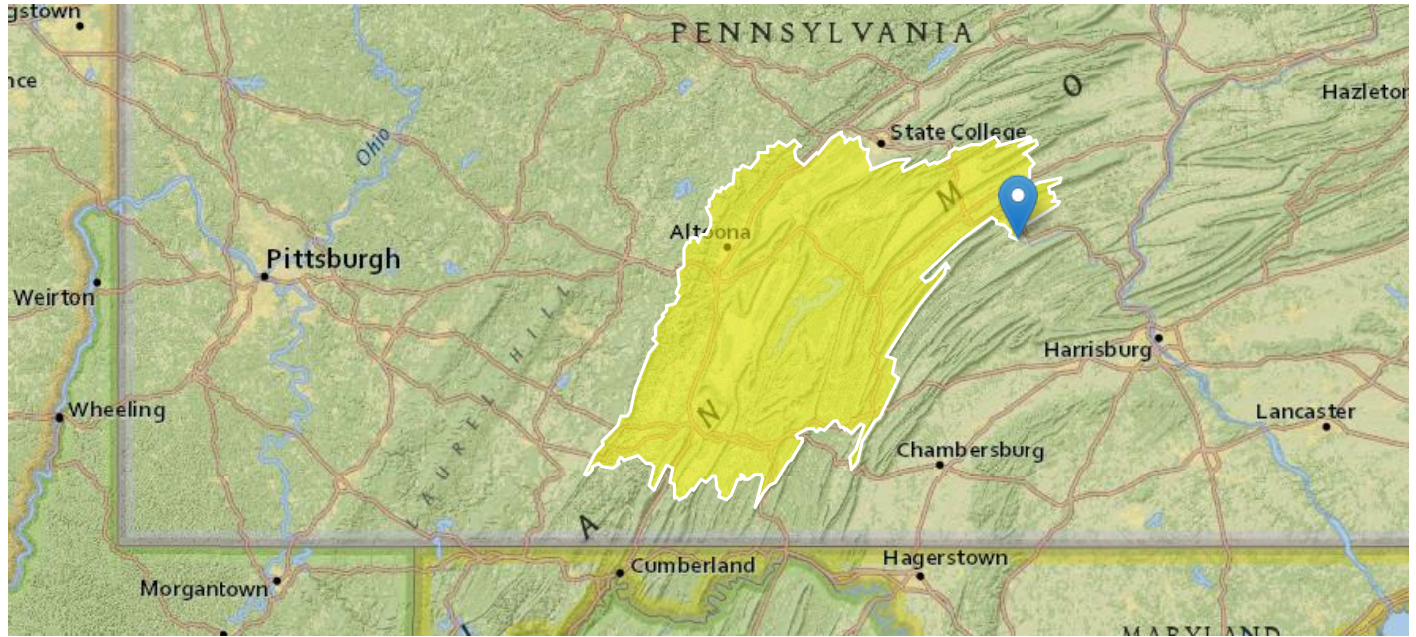 gstown
PENNSYLVANIA
nce
O
Hazleton
Ohio
State College
M
Altoona
Pittsburgh
Weirton
LAUREL HILL
Harrisburg
Wheeling
N
Lancaster
Chambersburg
A
Cumberland
Hagerstown
Morgantown
MARYLAND